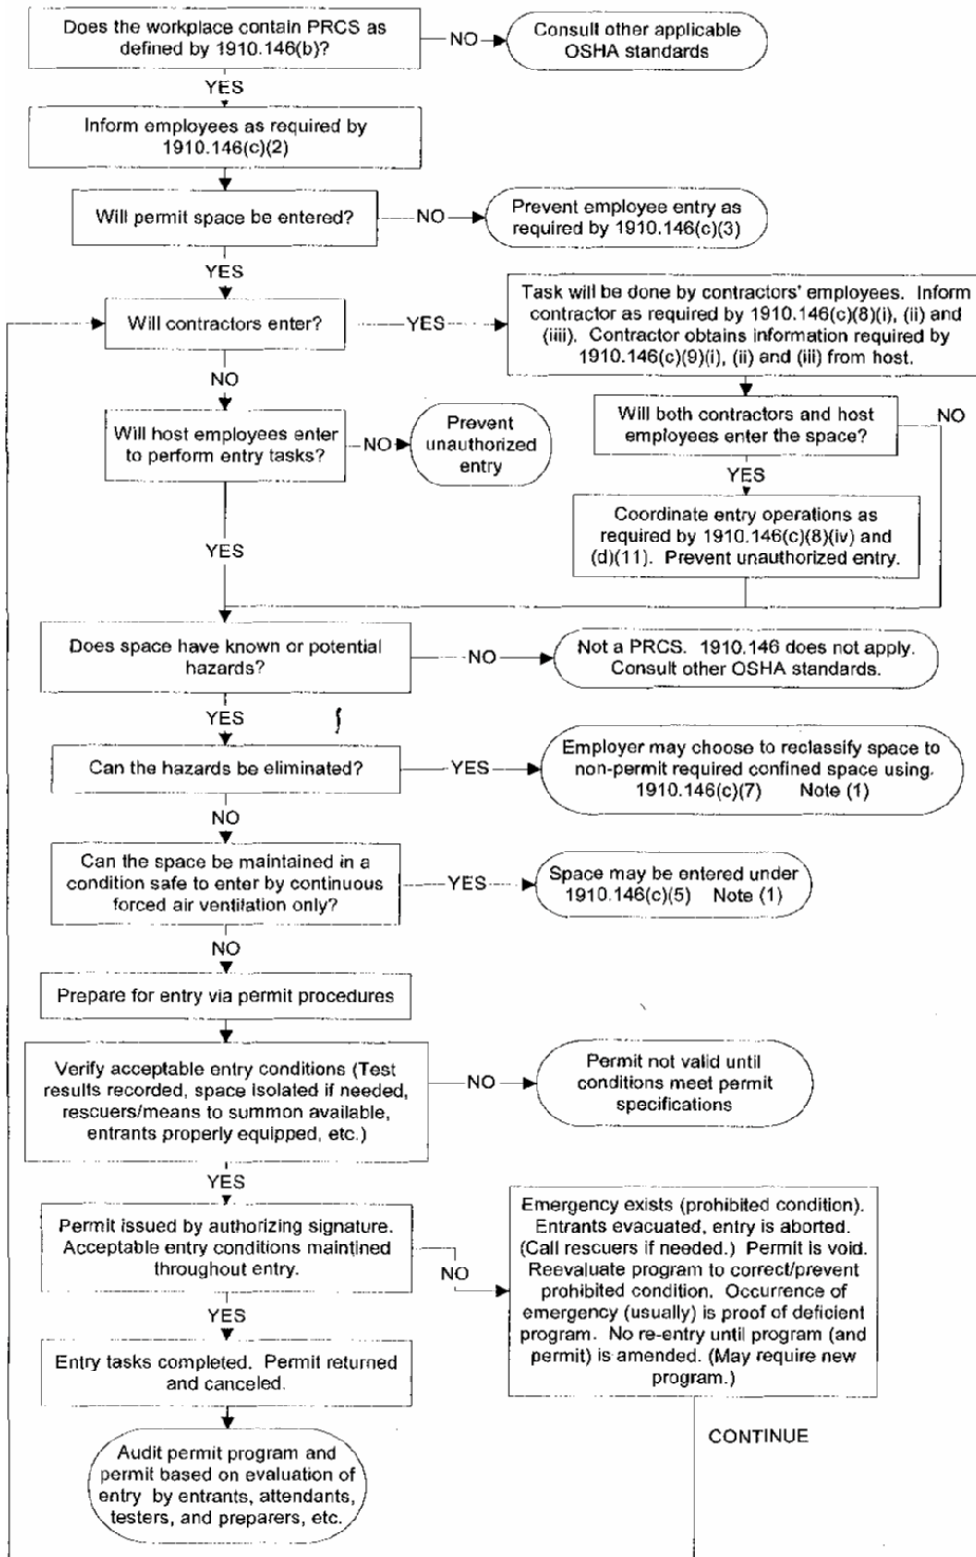 Does the workplace contain PRCS as
defined by 1910.146(b)?
NO
Consult other applicable
OSHA standards
YES
Inform employees as required by
1910.146(c)(2)
Will permit space be entered?
NO
Prevent employee entry as
required by 1910.146(c)(3)
YES
Will contractors enter?
YES
Task will be done by contractors' employees. Inform
contractor as required by 1910.146(c)(8)(i), (ii) and
(iiii). Contractor obtains information required by
1910.146(c)(9)(i), (ii) and (iii) from host.
NO
Will host employees enter
to perform entry tasks?
NO
Prevent
unauthorized
entry
Will both contractors and host
employees enter the space?
NO
YES
Coordinate entry operations as
required by 1910.146(c)(8)(iv) and
(d)(11). Prevent unauthorized entry.
YES
Does space have known or potential
hazards?
NO
Not a PRCS. 1910.146 does not apply.
Consult other OSHA standards.
YES
Can the hazards be eliminated?
YES
Employer may choose to reclassify space to
non-permit required confined space using.
1910.146(c)(7) Note (1)
NO
Can the space be maintained in a
condition safe to enter by continuous
forced air ventilation only?
YES
Space may be entered under
1910.146(c)(5) Note (1)
NO
Prepare for entry via permit procedures
Verify acceptable entry conditions (Test
results recorded, space isolated if needed,
rescuers/means to summon available,
entrants properly equipped, etc.)
NO
Permit not valid until
conditions meet permit
specifications
YES
Permit issued by authorizing signature.
Acceptable entry conditions maintined
throughout entry.
NO
Emergency exists (prohibited condition).
Entrants evacuated, entry is aborted.
(Call rescuers if needed.) Permit is void.
Reevaluate program to correct/prevent
prohibited condition. Occurrence of
emergency (usually) is proof of deficient
program. No re-entry until program (and
permit) is amended. (May require new
program.)
YES
Entry tasks completed. Permit returned
and canceled.
CONTINUE
Audit permit program and
permit based on evaluation of
entry by entrants, attendants,
testers, and preparers, etc.